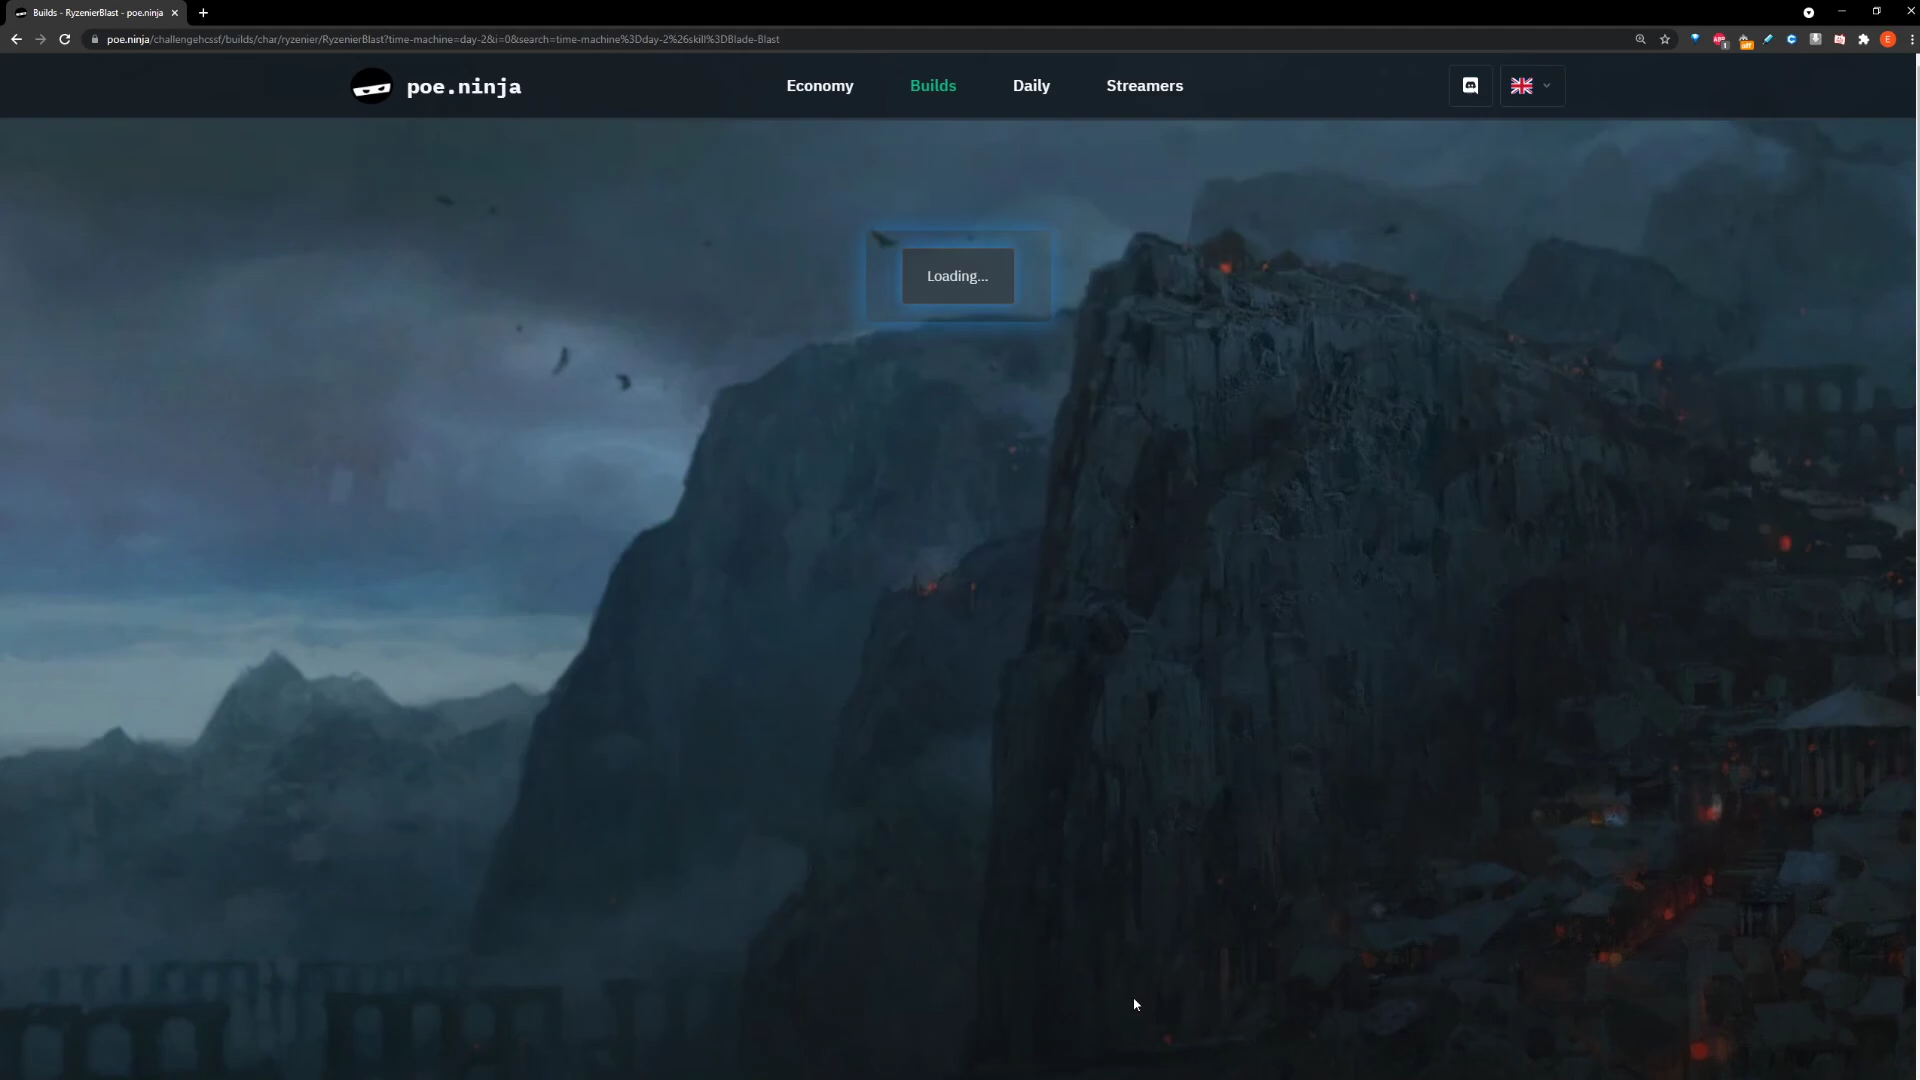 Builds - RyzenierBlast - poe.ninja
poe.ninja/challengehcssf/builds/char/ryzenier/RyzenierBlast?time-machine=day-2&i=0&search=time-machine%3Dday-2%26skill%3DBlade-Blast
poe.ninja Economy Builds Daily Streamers
Loading...